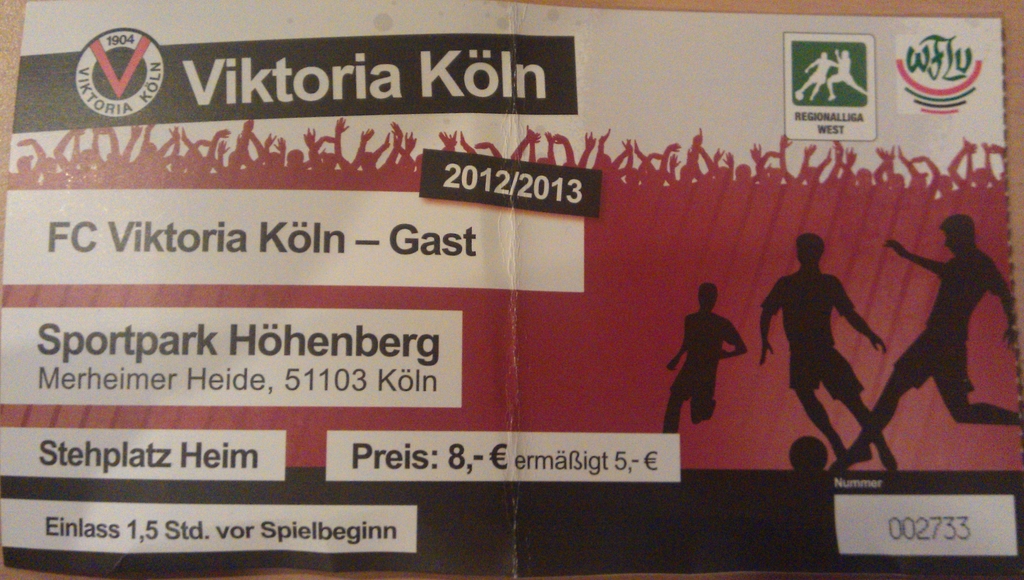 1904
VIKTORIA KÖLN
Viktoria Köln
REGIONALLIGA
WEST
WFLV
2012/2013
FC Viktoria Köln – Gast
Sportpark Höhenberg
Merheimer Heide, 51103 Köln
Stehplatz Heim
Preis: 8,- € ermäßigt 5,- €
Einlass 1,5 Std. vor Spielbeginn
Nummer
002733